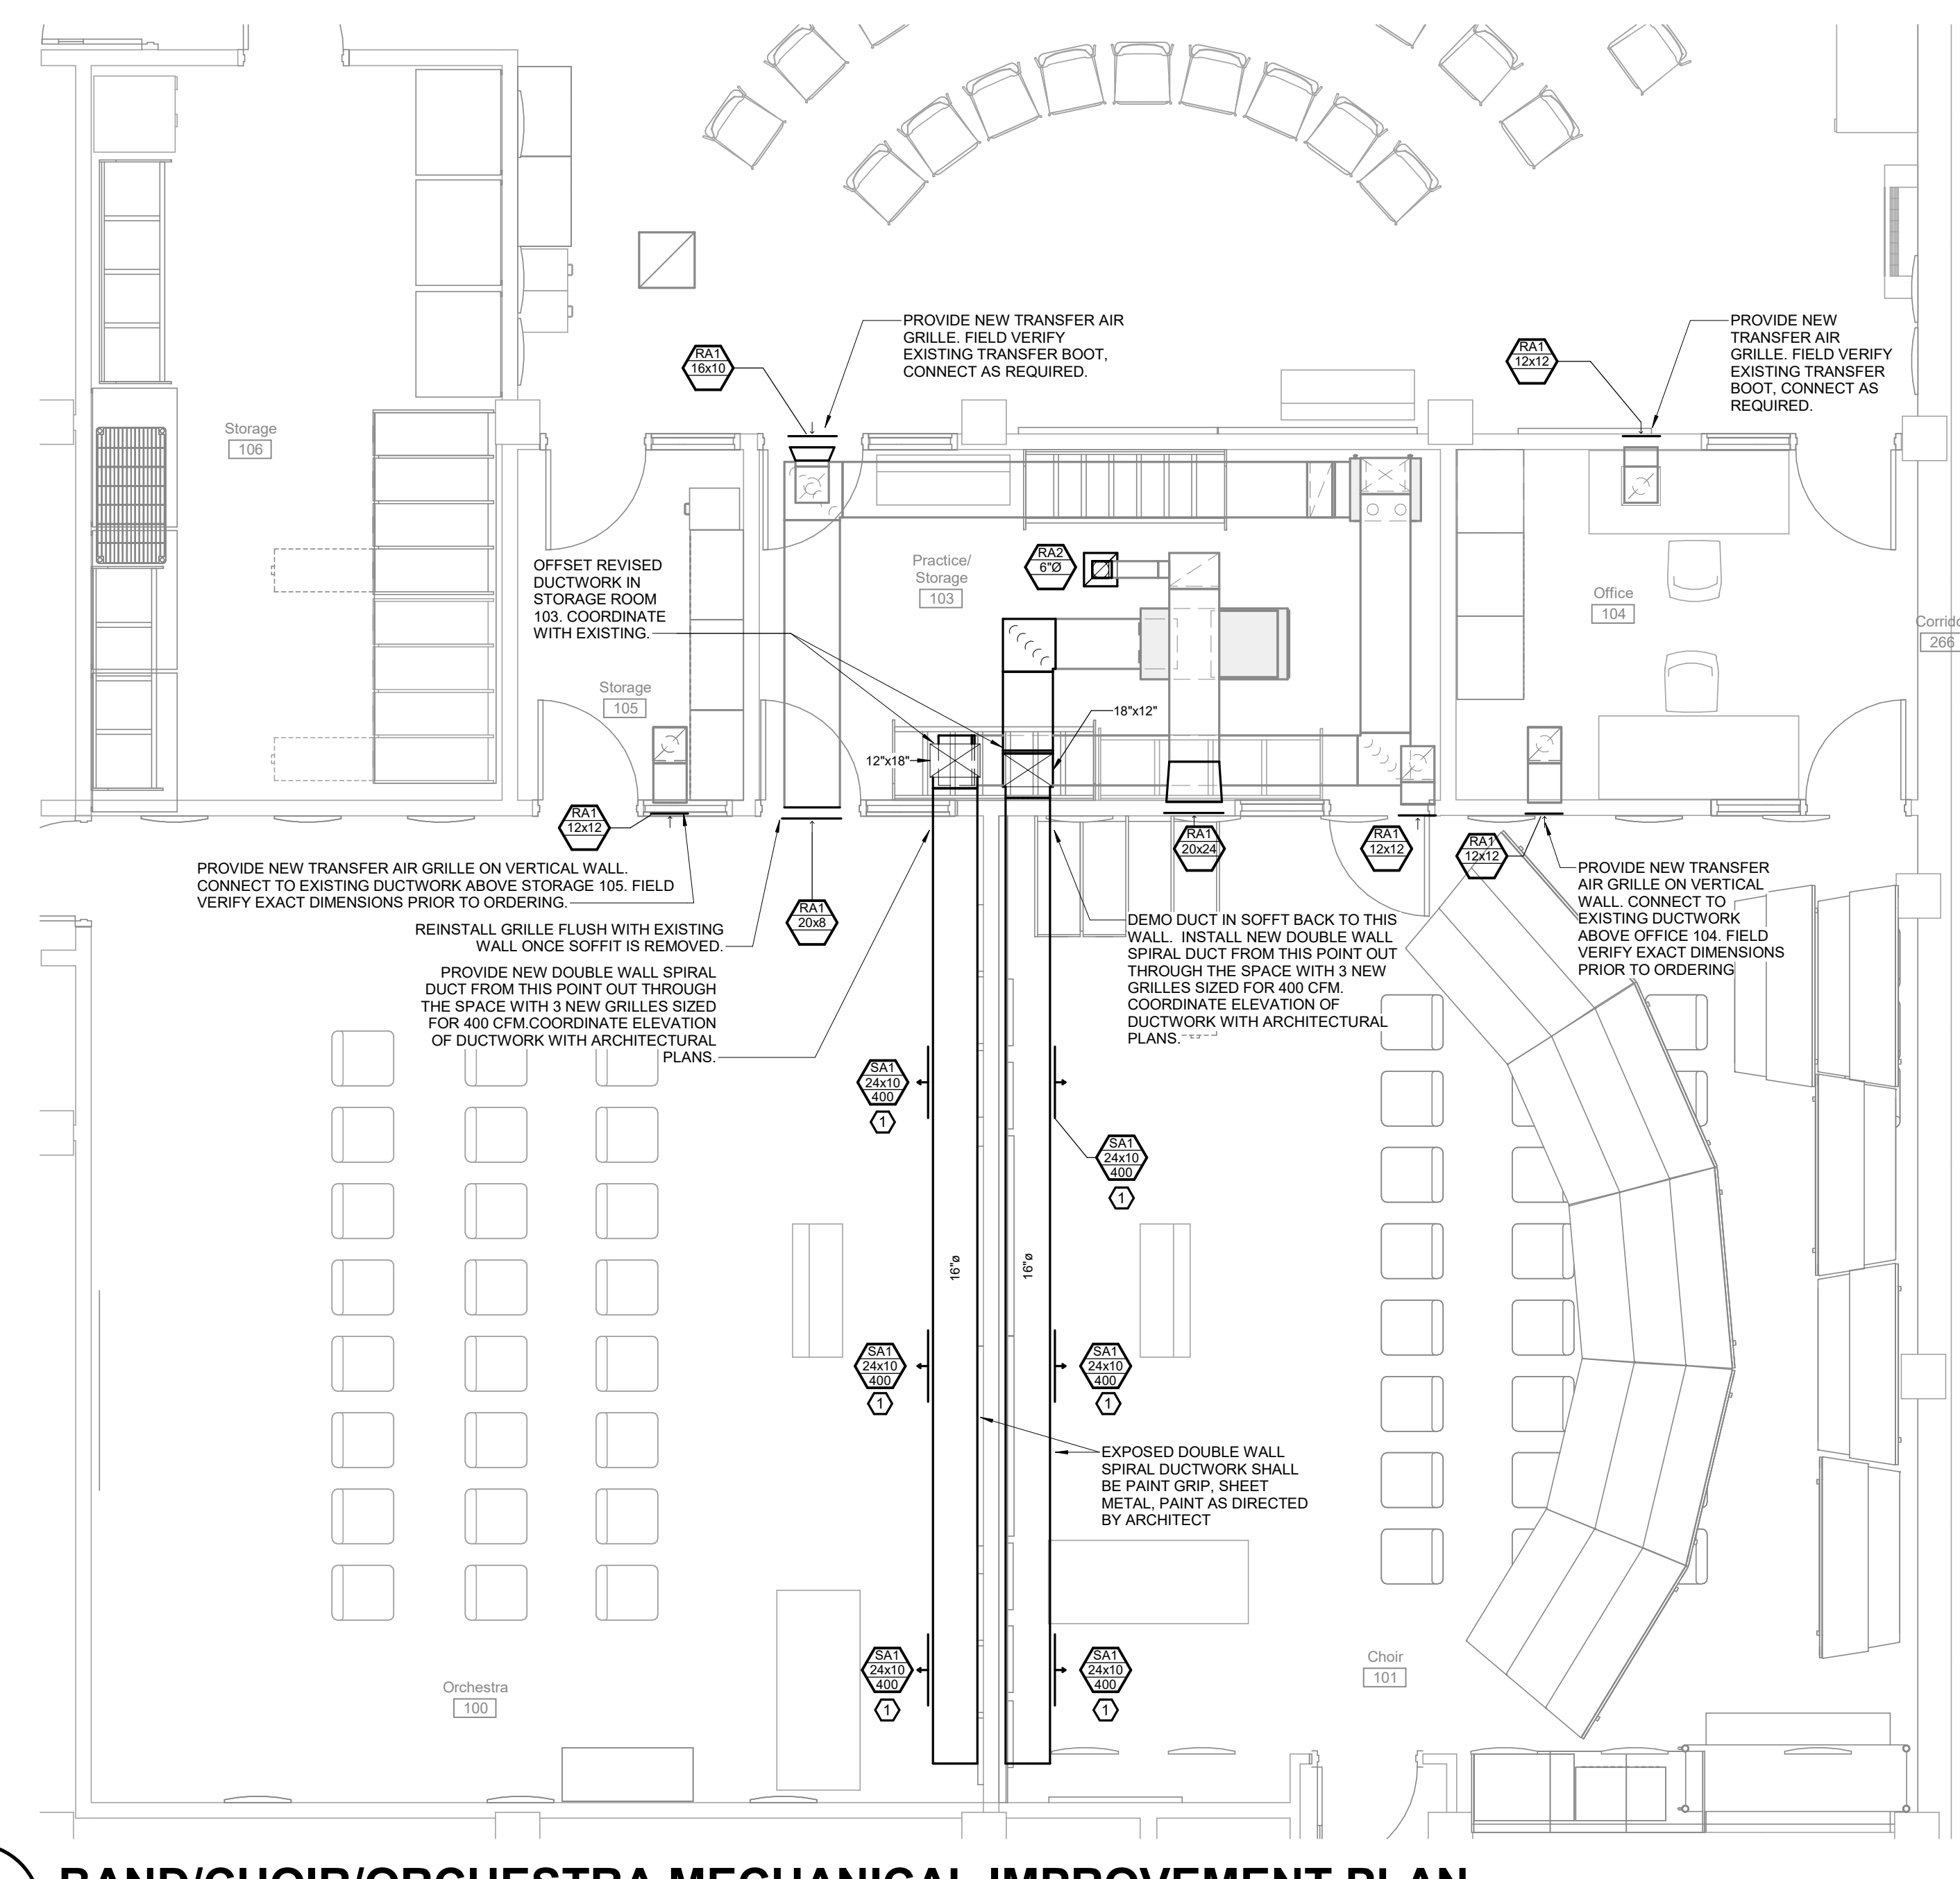 PROVIDE NEW TRANSFER AIR
GRILLE. FIELD VERIFY
EXISTING TRANSFER BOOT,
CONNECT AS REQUIRED.
RA1
16x10
RA1
12x12
PROVIDE NEW
TRANSFER AIR
GRILLE. FIELD VERIFY
EXISTING TRANSFER
BOOT, CONNECT AS
REQUIRED.
Storage
106
OFFSET REVISED
DUCTWORK IN
STORAGE ROOM
103. COORDINATE
WITH EXISTING.
Practice/
Storage
103
RA2
6"Ø
Office
104
266
Storage
105
18"x12"
12"x18"
RA1
12x12
RA1
20x24
RA1
12x12
RA1
12x12
PROVIDE NEW TRANSFER AIR GRILLE ON VERTICAL WALL.
CONNECT TO EXISTING DUCTWORK ABOVE STORAGE 105. FIELD
VERIFY EXACT DIMENSIONS PRIOR TO ORDERING.
RA1
20x8
REINSTALL GRILLE FLUSH WITH EXISTING
WALL ONCE SOFFIT IS REMOVED.
PROVIDE NEW DOUBLE WALL SPIRAL
DUCT FROM THIS POINT OUT THROUGH
THE SPACE WITH 3 NEW GRILLES SIZED
FOR 400 CFM.COORDINATE ELEVATION
OF DUCTWORK WITH ARCHITECTURAL
PLANS.
DEMO DUCT IN SOFFT BACK TO THIS
WALL. INSTALL NEW DOUBLE WALL
SPIRAL DUCT FROM THIS POINT OUT
THROUGH THE SPACE WITH 3 NEW
GRILLES SIZED FOR 400 CFM.
COORDINATE ELEVATION OF
DUCTWORK WITH ARCHITECTURAL
PLANS.
PROVIDE NEW TRANSFER
AIR GRILLE ON VERTICAL
WALL. CONNECT TO
EXISTING DUCTWORK
ABOVE OFFICE 104. FIELD
VERIFY EXACT DIMENSIONS
PRIOR TO ORDERING
SA1
24x10
400
1
SA1
24x10
400
1
16"ø
16"ø
SA1
24x10
400
1
SA1
24x10
400
1
EXPOSED DOUBLE WALL
SPIRAL DUCTWORK SHALL
BE PAINT GRIP, SHEET
METAL, PAINT AS DIRECTED
BY ARCHITECT
SA1
24x10
400
1
SA1
24x10
400
1
Orchestra
100
Choir
101
BAND/CHOIR/ORCHESTRA MECHANICAL IMPROVEMENT PLAN